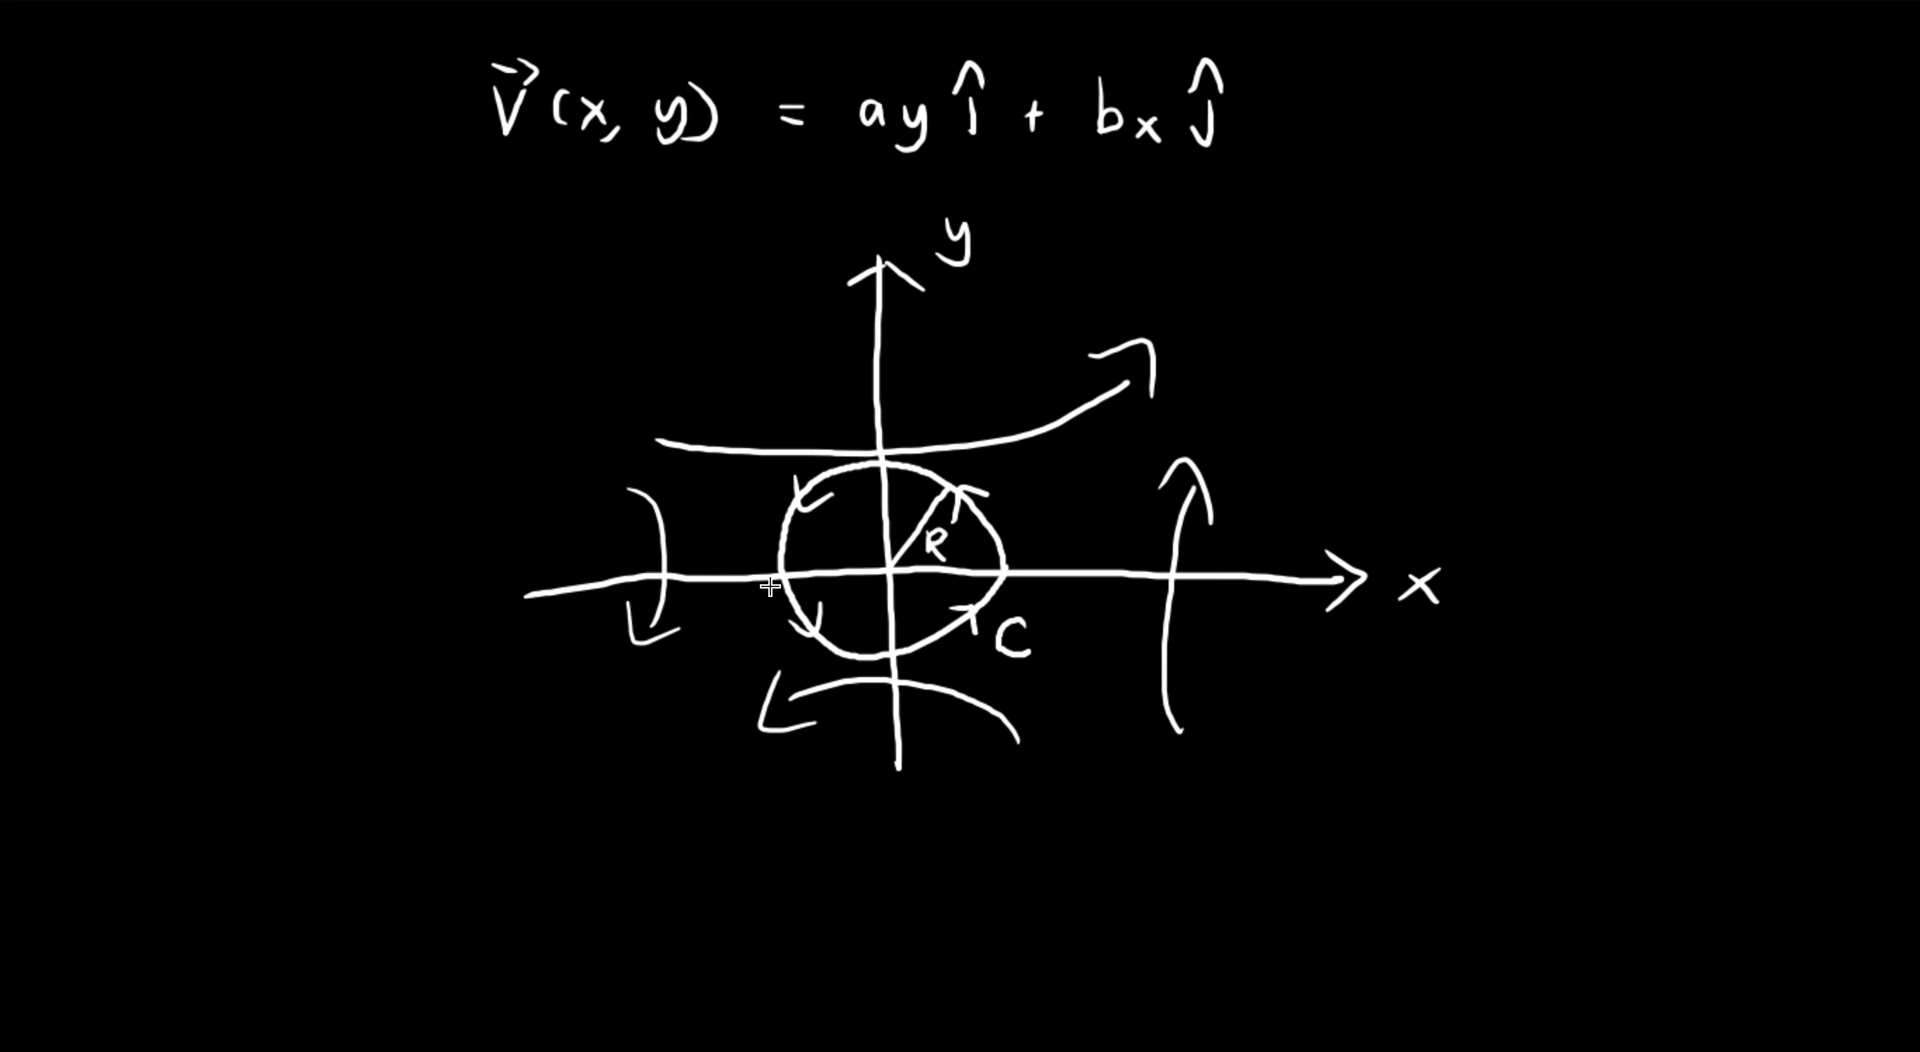 V⃗(x, y) = ay î + bx ĵ
y
R
x
C